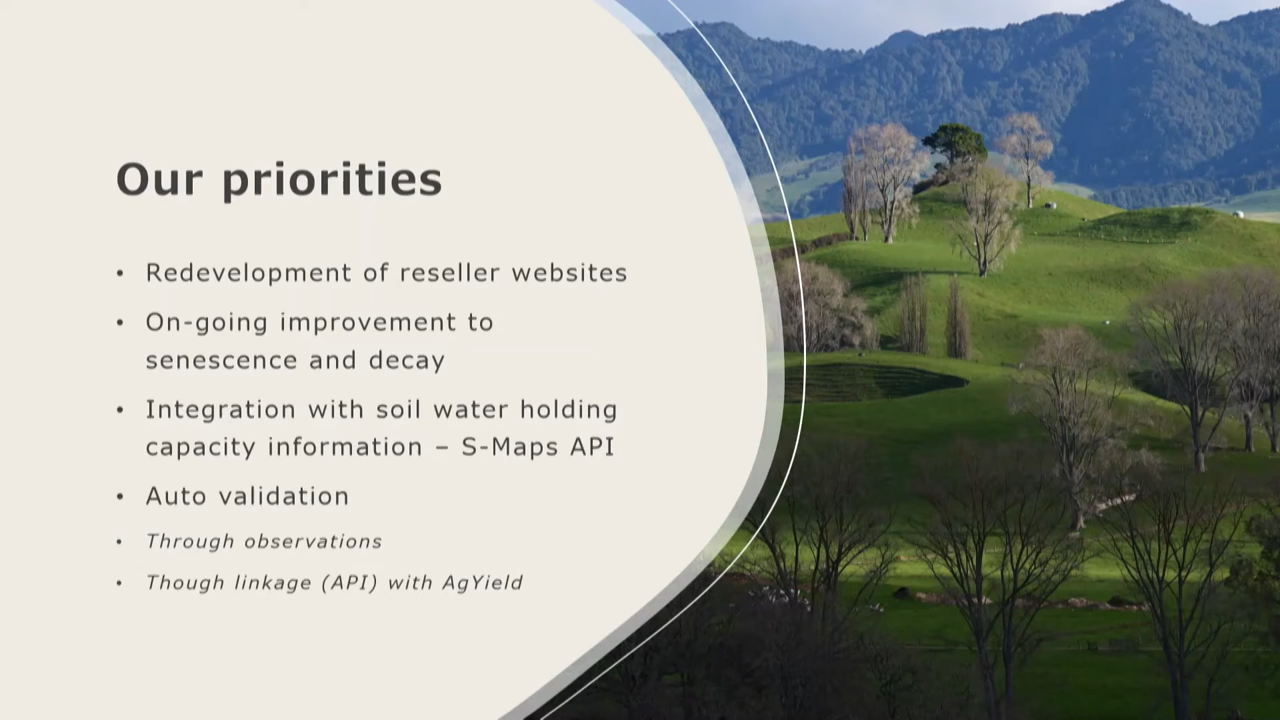 Our priorities
• Redevelopment of reseller websites
• On-going improvement to
senescence and decay
• Integration with soil water holding
capacity information – S-Maps API
• Auto validation
• Through observations
• Though linkage (API) with AgYield